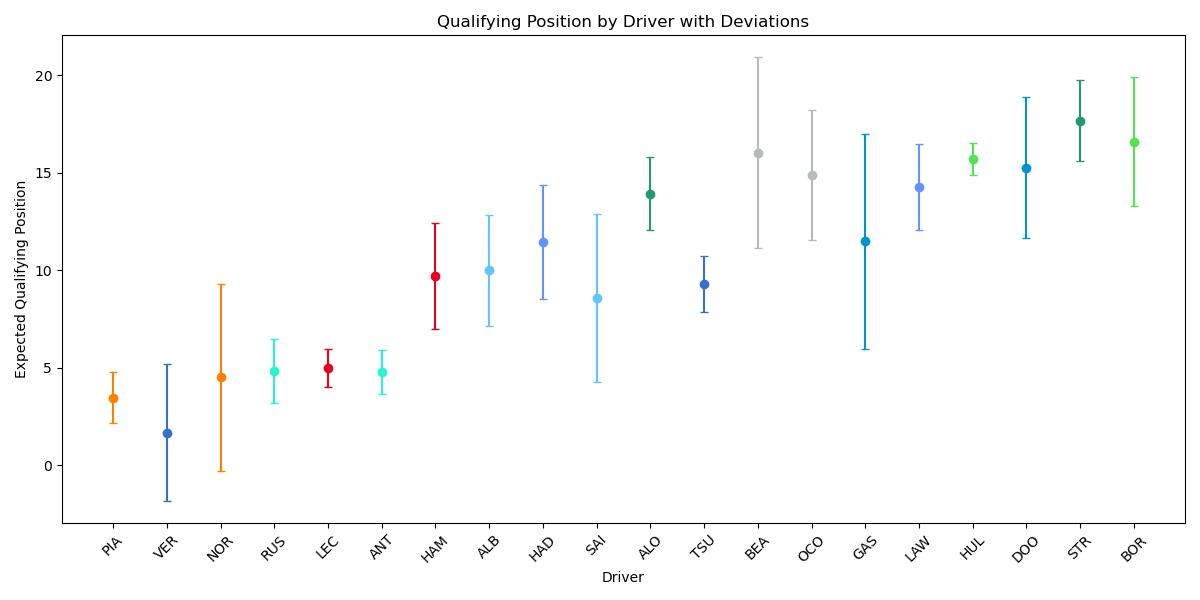 Qualifying Position by Driver with Deviations
Expected Qualifying Position
20
15
10
5
0
PIA
VER
NOR
RUS
LEC
ANT
HAM
ALB
HAD
SAI
ALO
TSU
BEA
OCO
GAS
LAW
HUL
DOO
STR
BOR
Driver